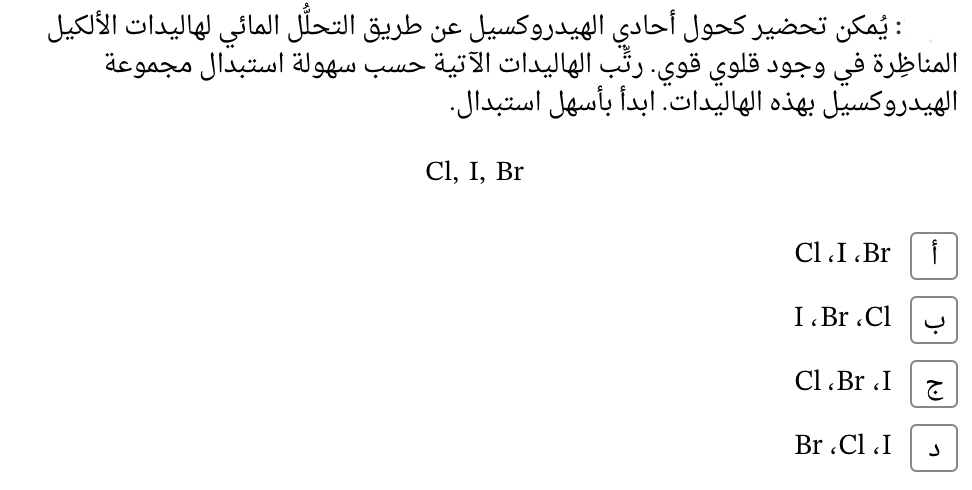 : يُمكن تحضير كحول أحادي الهيدروكسيل عن طريق التحلُّل المائي لهاليدات الألكيل
المناظِرة في وجود قلوي قوي. رتِّب الهاليدات الآتية حسب سهولة استبدال مجموعة
الهيدروكسيل بهذه الهاليدات. ابدأ بأسهل استبدال.
Cl, I, Br
أ Br، I، Cl
ب Cl، Br، I
ج I، Br، Cl
د I، Cl، Br